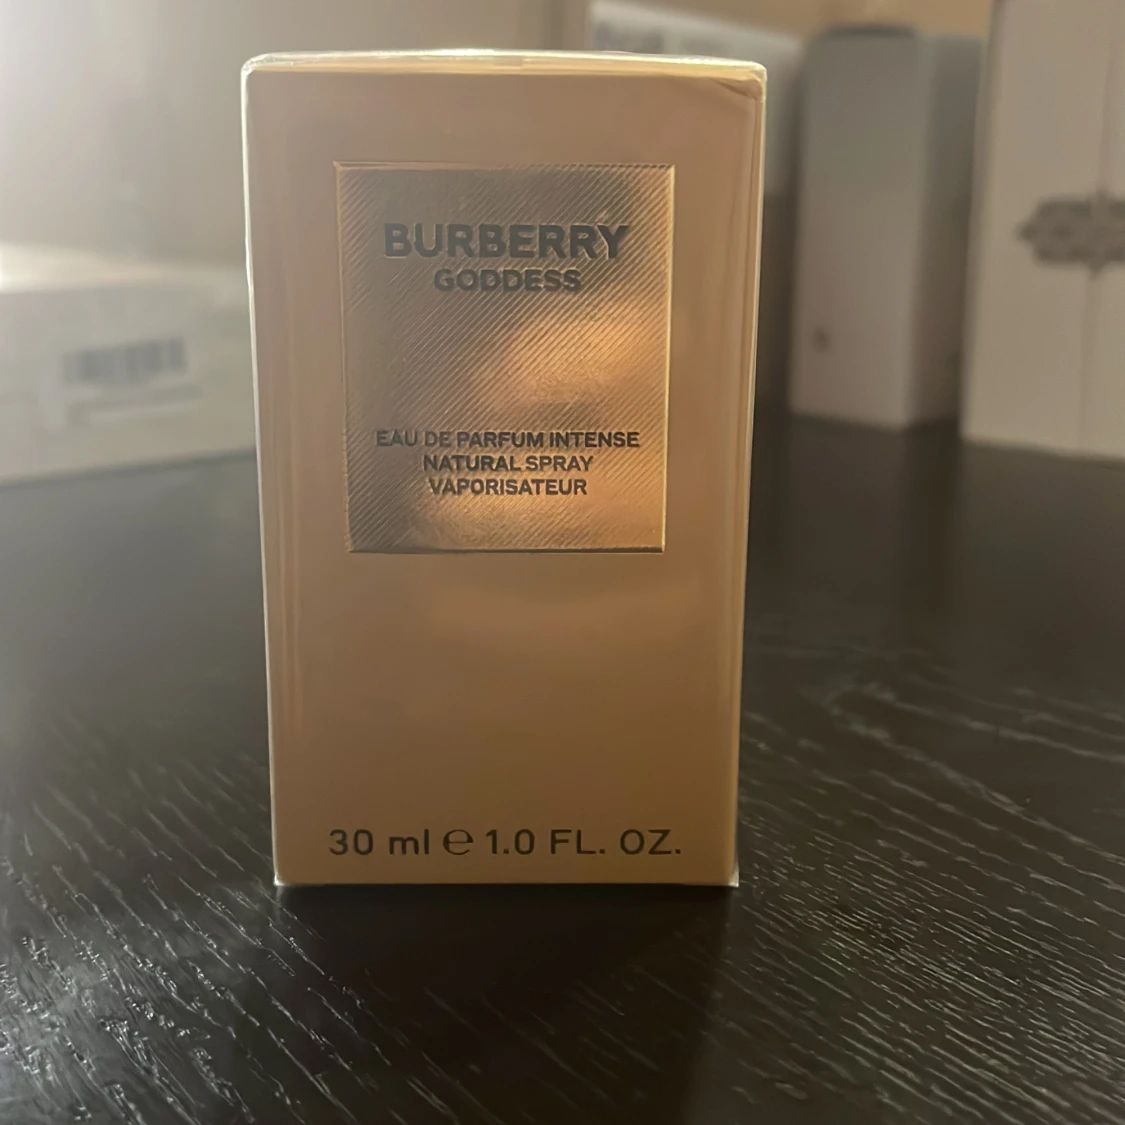 BURBERRY
GODDESS
EAU DE PARFUM INTENSE
NATURAL SPRAY
VAPORISATEUR
30 ml ℮ 1.0 FL. OZ.